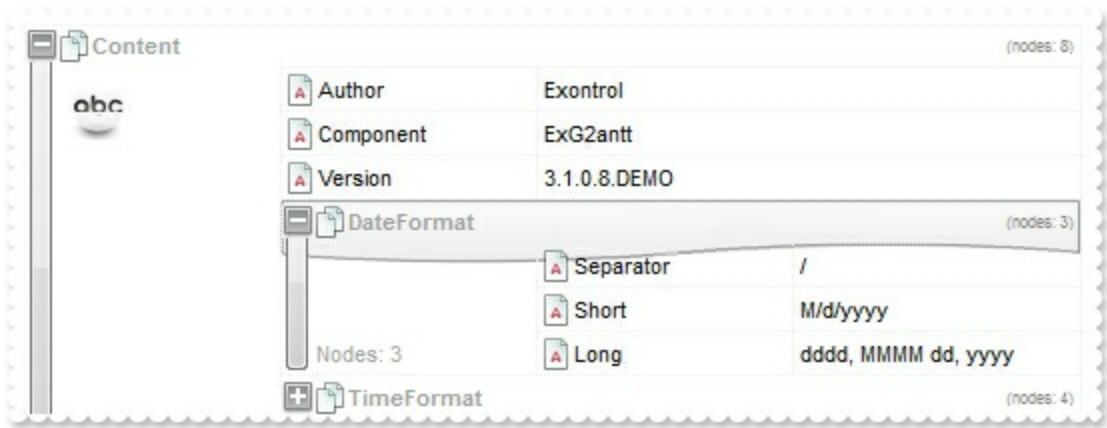 Content (nodes: 8)
abc
Author Exontrol
Component ExG2antt
Version 3.1.0.8.DEMO
DateFormat (nodes: 3)
Separator /
Short M/d/yyyy
Nodes: 3 Long dddd, MMMM dd, yyyy
TimeFormat (nodes: 4)